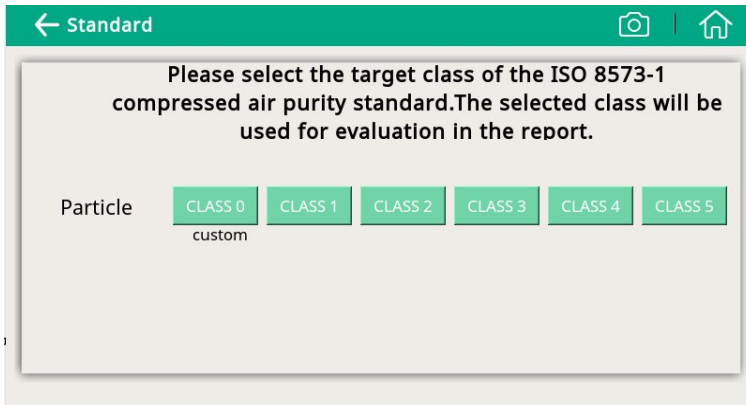 Standard
Please select the target class of the ISO 8573-1
compressed air purity standard.The selected class will be
used for evaluation in the report.
Particle CLASS 0 CLASS 1 CLASS 2 CLASS 3 CLASS 4 CLASS 5
custom